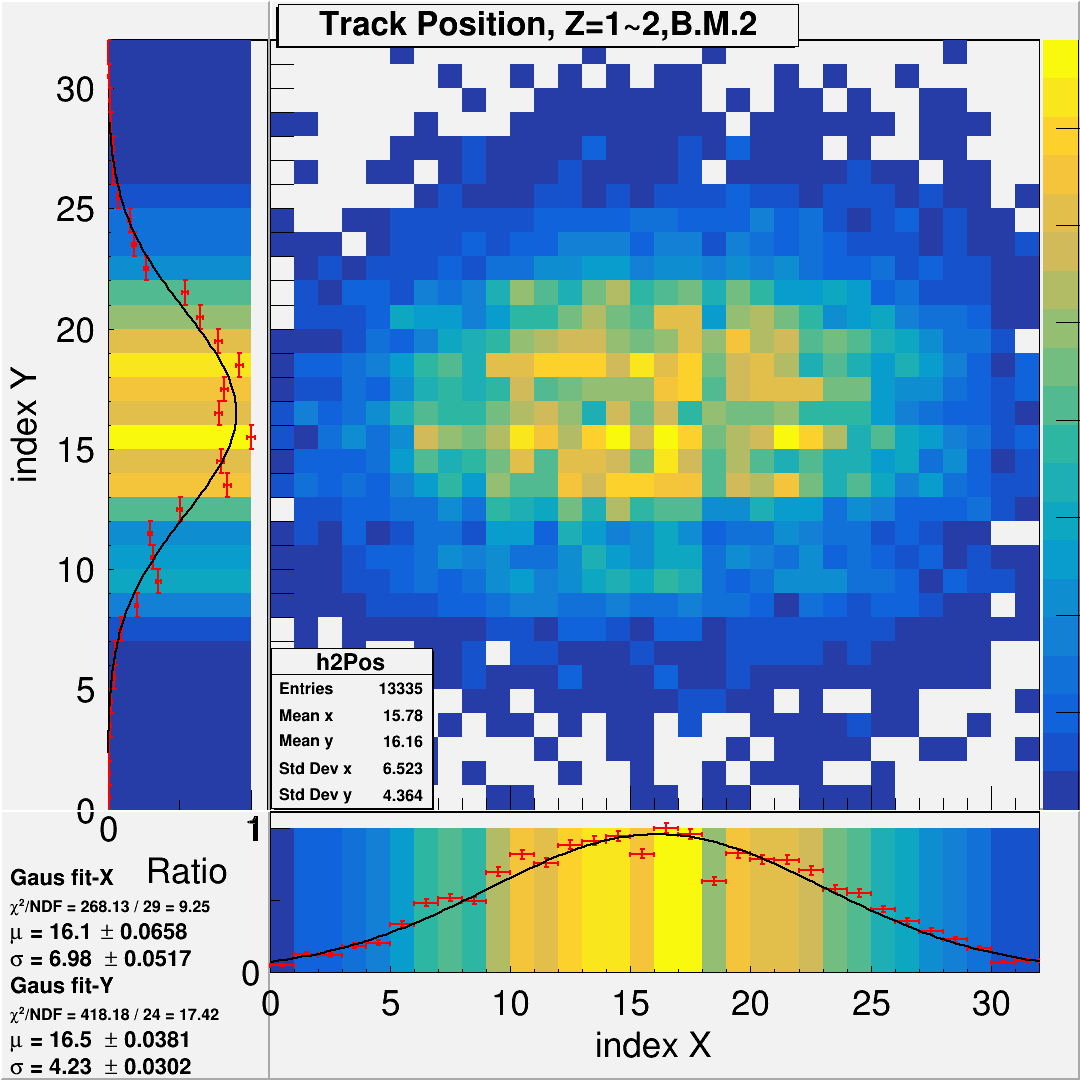 Track Position, Z=1~2,B.M.2
30
25
20
15
10
5
0
index Y
0
1
Ratio
h2Pos
Entries 13335
Mean x 15.78
Mean y 16.16
Std Dev x 6.523
Std Dev y 4.364
1
0
0 5 10 15 20 25 30
index X
Gaus fit-X
χ²/NDF = 268.13 / 29 = 9.25
μ = 16.1 ± 0.0658
σ = 6.98 ± 0.0517
Gaus fit-Y
χ²/NDF = 418.18 / 24 = 17.42
μ = 16.5 ± 0.0381
σ = 4.23 ± 0.0302